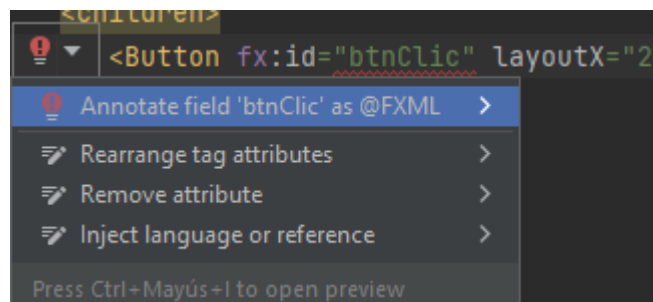 <children>
<Button fx:id="btnClic" layoutX="2
Annotate field 'btnClic' as @FXML
Rearrange tag attributes
Remove attribute
Inject language or reference
Press Ctrl+Mayús+I to open preview